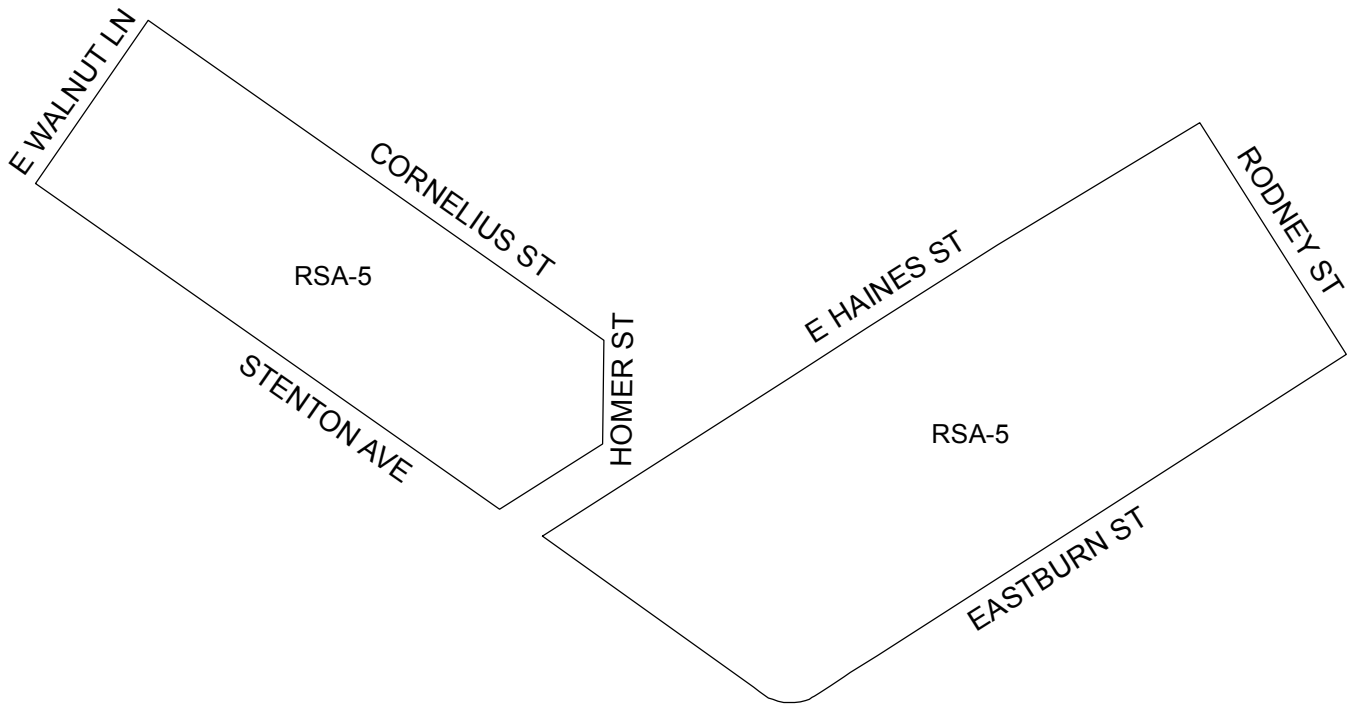 E WALNUT LN
CORNELIUS ST
RODNEY ST
E HAINES ST
RSA-5
HOMER ST
STENTON AVE
RSA-5
EASTBURN ST